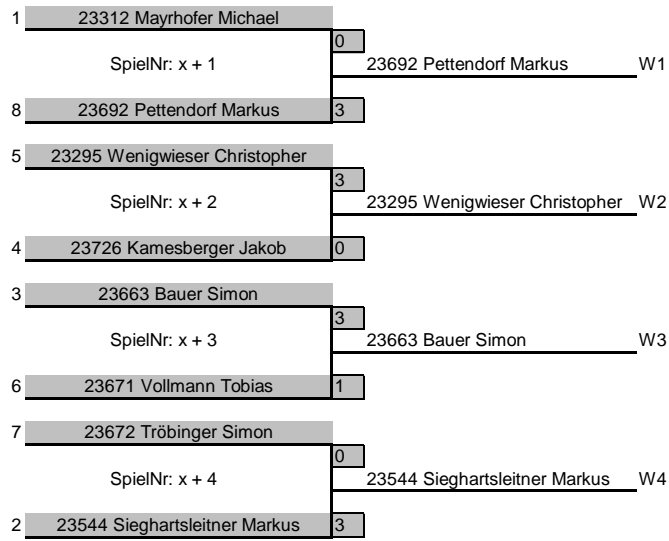 1 23312 Mayrhofer Michael
0
SpielNr: x + 1 23692 Pettendorf Markus W1
8 23692 Pettendorf Markus 3
5 23295 Wenigwieser Christopher
3
SpielNr: x + 2 23295 Wenigwieser Christopher W2
4 23726 Kamesberger Jakob 0
3 23663 Bauer Simon
3
SpielNr: x + 3 23663 Bauer Simon W3
6 23671 Vollmann Tobias 1
7 23672 Tröbinger Simon
0
SpielNr: x + 4 23544 Sieghartsleitner Markus W4
2 23544 Sieghartsleitner Markus 3